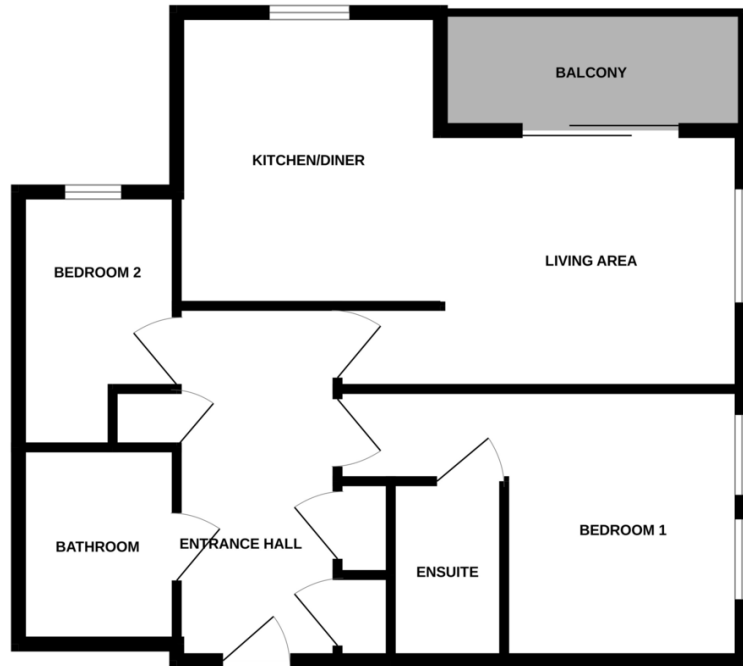 BALCONY
KITCHEN/DINER
LIVING AREA
BEDROOM 2
BEDROOM 1
BATHROOM
ENTRANCE HALL
ENSUITE